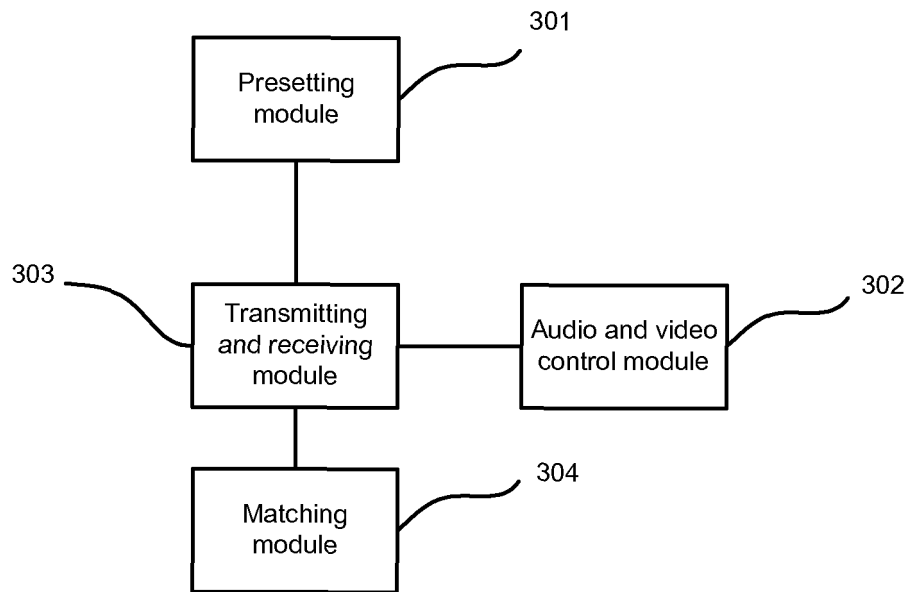 301
Presetting
module
303
Transmitting
and receiving
module
302
Audio and video
control module
304
Matching
module